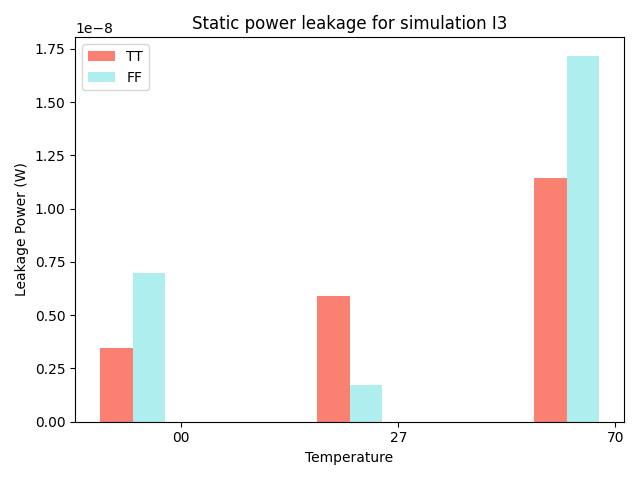 Static power leakage for simulation I3
1e−8
TT
FF
1.75
1.50
1.25
1.00
0.75
0.50
0.25
0.00
Leakage Power (W)
00
27
70
Temperature